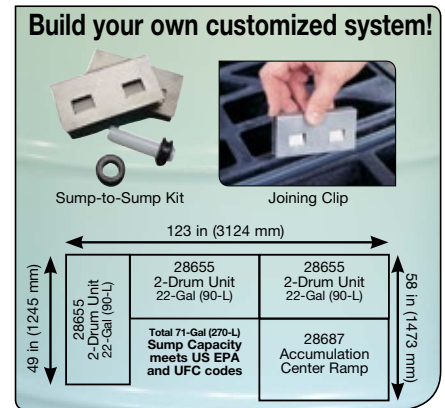 Build your own customized system!
Sump-to-Sump Kit
Joining Clip
123 in (3124 mm)
49 in (1245 mm)
28655
2-Drum Unit
22-Gal (90-L)
28655
2-Drum Unit
22-Gal (90-L)
28655
2-Drum Unit
22-Gal (90-L)
58 in (1473 mm)
Total 71-Gal (270-L)
Sump Capacity
meets US EPA
and UFC codes
28687
Accumulation
Center Ramp